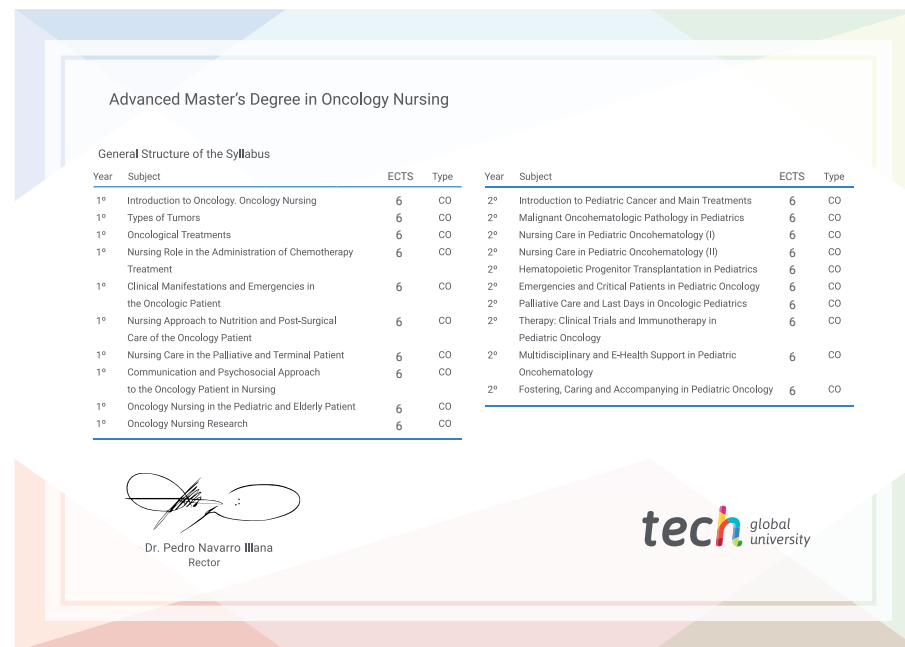 Advanced Master's Degree in Oncology Nursing
General Structure of the Syllabus
Year Subject ECTS Type
1º Introduction to Oncology. Oncology Nursing 6 CO
1º Types of Tumors 6 CO
1º Oncological Treatments 6 CO
1º Nursing Role in the Administration of Chemotherapy 6 CO
Treatment
1º Clinical Manifestations and Emergencies in 6 CO
the Oncologic Patient
1º Nursing Approach to Nutrition and Post-Surgical 6 CO
Care of the Oncology Patient
1º Nursing Care in the Palliative and Terminal Patient 6 CO
1º Communication and Psychosocial Approach 6 CO
to the Oncology Patient in Nursing
1º Oncology Nursing in the Pediatric and Elderly Patient 6 CO
1º Oncology Nursing Research 6 CO
Year Subject ECTS Type
2º Introduction to Pediatric Cancer and Main Treatments 6 CO
2º Malignant Oncohematologic Pathology in Pediatrics 6 CO
2º Nursing Care in Pediatric Oncohematology (I) 6 CO
2º Nursing Care in Pediatric Oncohematology (II) 6 CO
2º Hematopoietic Progenitor Transplantation in Pediatrics 6 CO
2º Emergencies and Critical Patients in Pediatric Oncology 6 CO
2º Palliative Care and Last Days in Oncologic Pediatrics 6 CO
2º Therapy: Clinical Trials and Immunotherapy in 6 CO
Pediatric Oncology
2º Multidisciplinary and E-Health Support in Pediatric 6 CO
Oncohematology
2º Fostering, Caring and Accompanying in Pediatric Oncology 6 CO
Dr. Pedro Navarro Illana
Rector
tech global
university